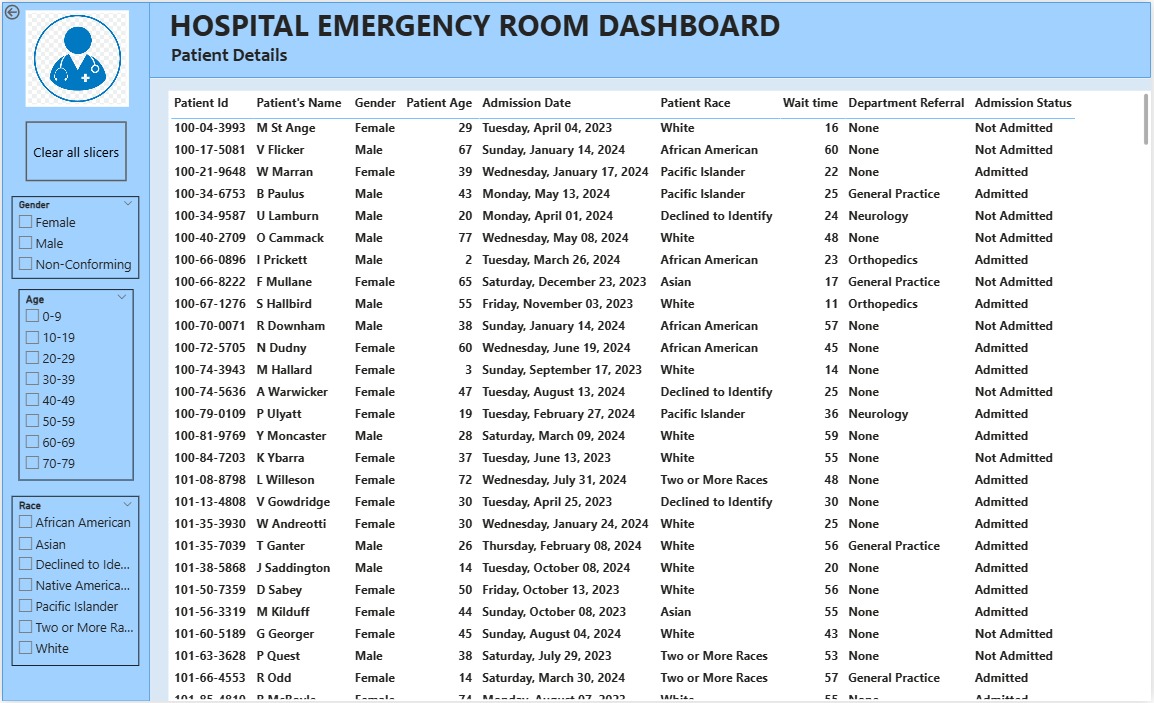 HOSPITAL EMERGENCY ROOM DASHBOARD
Patient Details
Clear all slicers
Gender
Female
Male
Non-Conforming
Age
0-9
10-19
20-29
30-39
40-49
50-59
60-69
70-79
Race
African American
Asian
Declined to Ide...
Native America...
Pacific Islander
Two or More Ra...
White
Patient Id Patient's Name Gender Patient Age Admission Date Patient Race Wait time Department Referral Admission Status
100-04-3993 M St Ange Female 29 Tuesday, April 04, 2023 White 16 None Not Admitted
100-17-5081 V Flicker Male 67 Sunday, January 14, 2024 African American 60 None Not Admitted
100-21-9648 W Marran Female 39 Wednesday, January 17, 2024 Pacific Islander 22 None Admitted
100-34-6753 B Paulus Male 43 Monday, May 13, 2024 Pacific Islander 25 General Practice Admitted
100-34-9587 U Lamburn Male 20 Monday, April 01, 2024 Declined to Identify 24 Neurology Not Admitted
100-40-2709 O Cammack Male 77 Wednesday, May 08, 2024 White 48 None Not Admitted
100-66-0896 I Prickett Male 2 Tuesday, March 26, 2024 African American 23 Orthopedics Admitted
100-66-8222 F Mullane Female 65 Saturday, December 23, 2023 Asian 17 General Practice Not Admitted
100-67-1276 S Hallbird Male 55 Friday, November 03, 2023 White 11 Orthopedics Admitted
100-70-0071 R Downham Male 38 Sunday, January 14, 2024 African American 57 None Not Admitted
100-72-5705 N Dudny Female 60 Wednesday, June 19, 2024 African American 45 None Admitted
100-74-3943 M Hallard Female 3 Sunday, September 17, 2023 White 14 None Admitted
100-74-5636 A Warwicker Female 47 Tuesday, August 13, 2024 Declined to Identify 25 None Not Admitted
100-79-0109 P Ulyatt Female 19 Tuesday, February 27, 2024 Pacific Islander 36 Neurology Admitted
100-81-9769 Y Moncaster Male 28 Saturday, March 09, 2024 White 59 None Admitted
100-84-7203 K Ybarra Female 37 Tuesday, June 13, 2023 White 55 None Not Admitted
101-08-8798 L Willeson Female 72 Wednesday, July 31, 2024 Two or More Races 48 None Admitted
101-13-4808 V Gowdridge Female 30 Tuesday, April 25, 2023 Declined to Identify 30 None Admitted
101-35-3930 W Andreotti Female 30 Wednesday, January 24, 2024 White 25 None Admitted
101-35-7039 T Ganter Male 26 Thursday, February 08, 2024 White 56 General Practice Admitted
101-38-5868 J Saddington Male 14 Tuesday, October 08, 2024 White 20 None Admitted
101-50-7359 D Sabey Female 50 Friday, October 13, 2023 White 56 None Admitted
101-56-3319 M Kilduff Female 44 Sunday, October 08, 2023 Asian 55 None Admitted
101-60-5189 G Georger Female 45 Sunday, August 04, 2024 White 43 None Not Admitted
101-63-3628 P Quest Male 38 Saturday, July 29, 2023 Two or More Races 53 None Not Admitted
101-66-4553 R Odd Female 14 Saturday, March 30, 2024 Two or More Races 57 General Practice Admitted